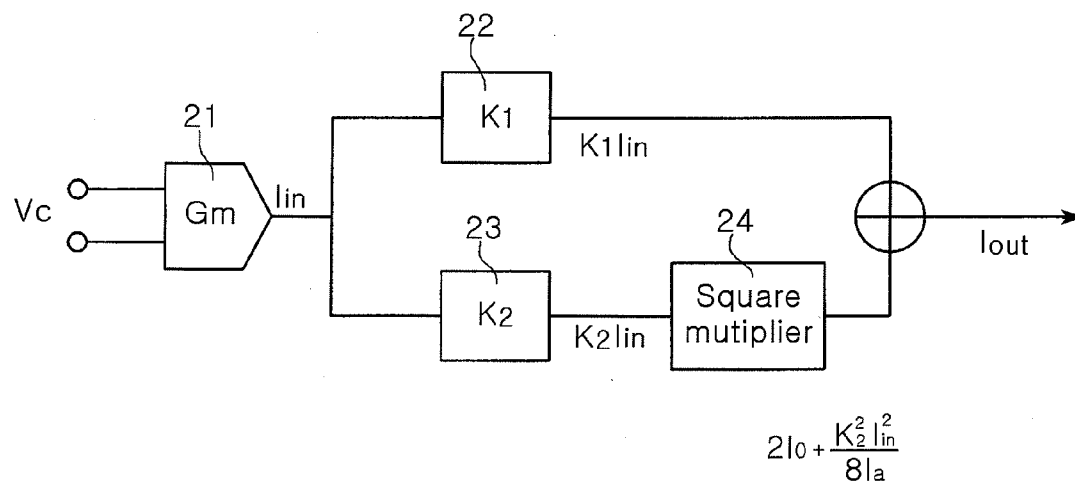 22
K1
K1Iin
21
Vc
Gm
Iin
Iout
23
K2
K2Iin
24
Square
mutiplier
2I0 + K2²Iin²/8Ia